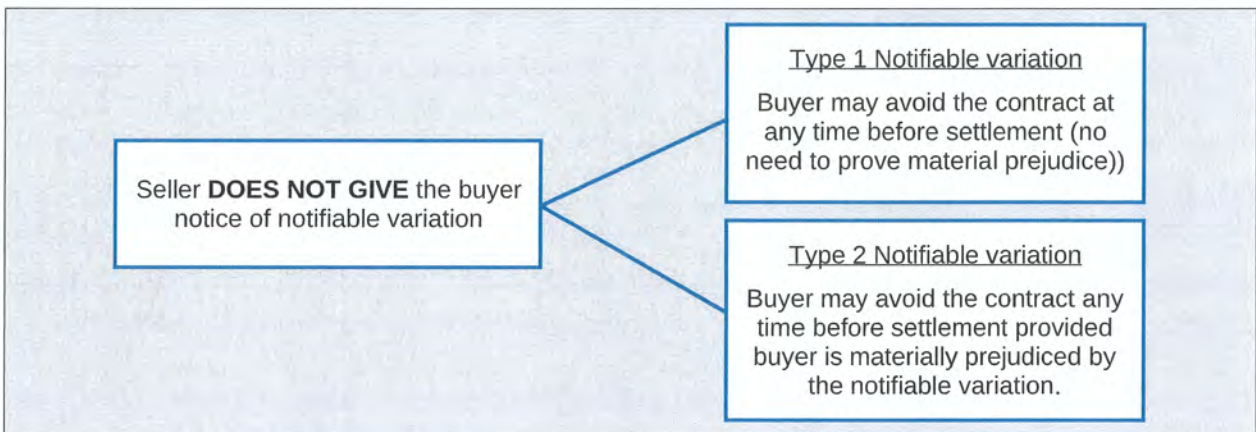 Seller DOES NOT GIVE the buyer
notice of notifiable variation
Type 1 Notifiable variation
Buyer may avoid the contract at
any time before settlement (no
need to prove material prejudice))
Type 2 Notifiable variation
Buyer may avoid the contract any
time before settlement provided
buyer is materially prejudiced by
the notifiable variation.